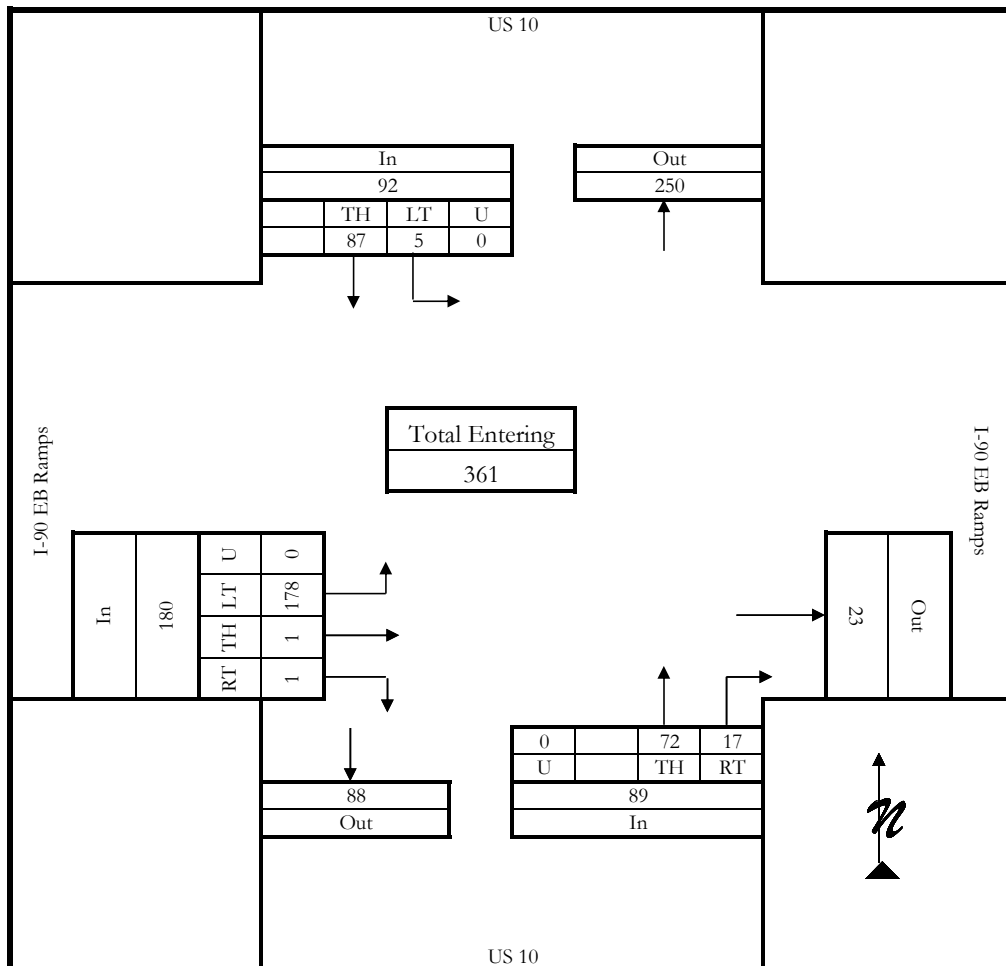 US 10
In
92
TH LT U
87 5 0
Out
250
Total Entering
361
I-90 EB Ramps
In
180
U 0
LT 178
TH 1
RT 1
I-90 EB Ramps
23
Out
88
Out
0 72 17
U TH RT
89
In
N
US 10